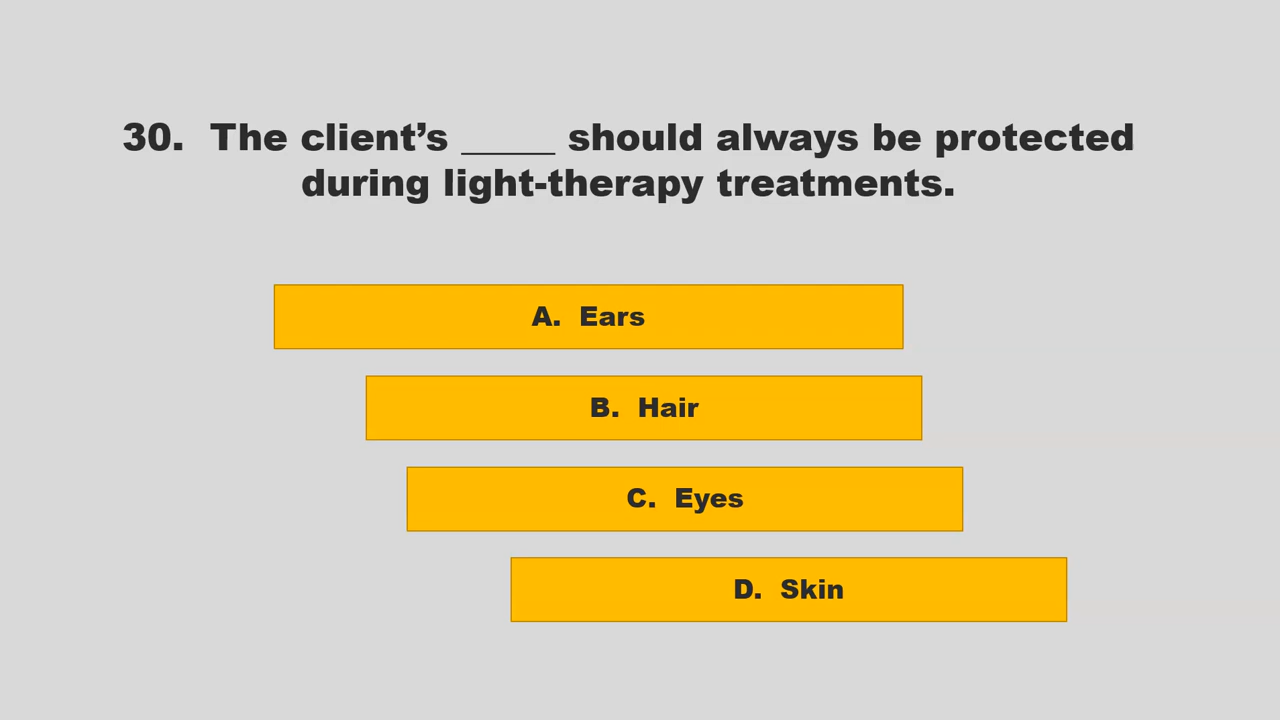 30.  The client’s _____ should always be protected
during light-therapy treatments.
A.  Ears
B.  Hair
C.  Eyes
D.  Skin